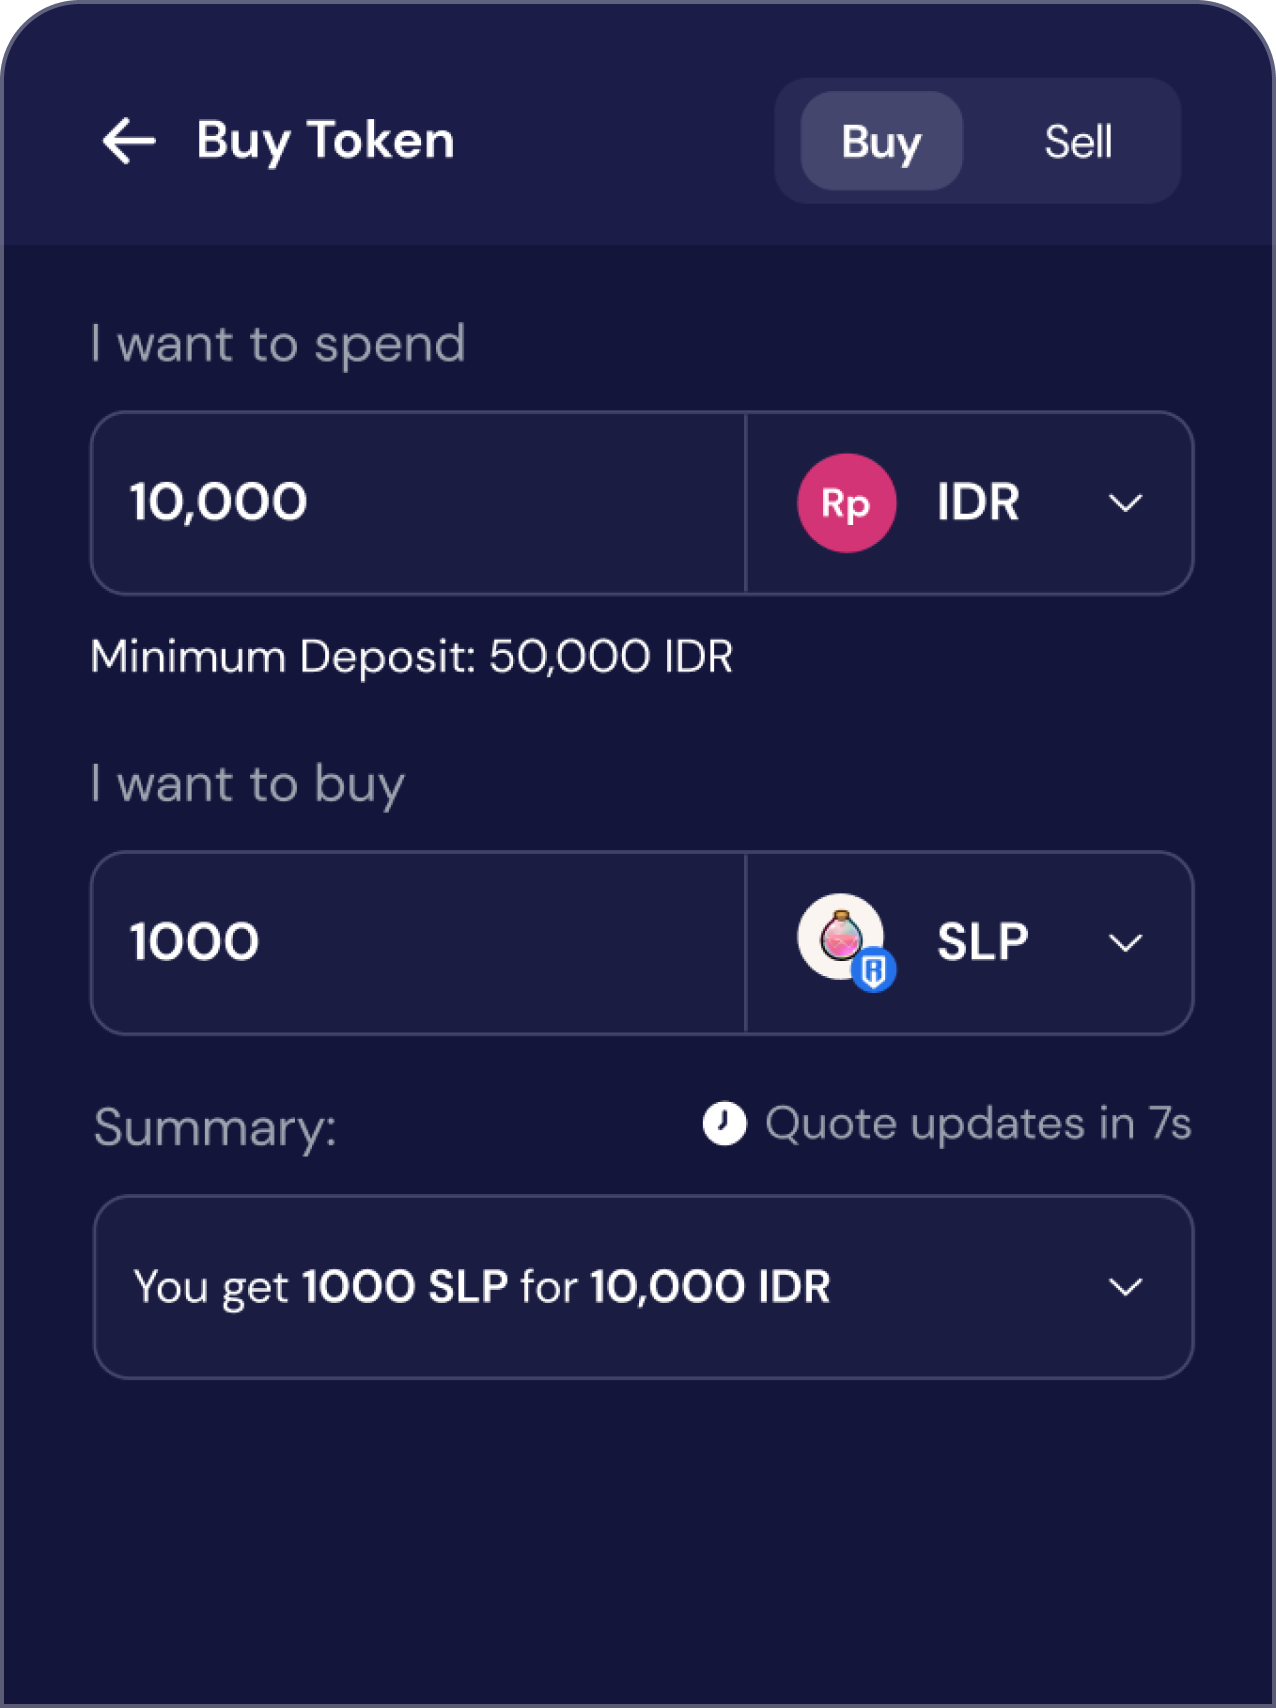 Buy Token
Buy Sell
I want to spend
10,000
Rp IDR
Minimum Deposit: 50,000 IDR
I want to buy
1000
SLP
Summary:
Quote updates in 7s
You get 1000 SLP for 10,000 IDR